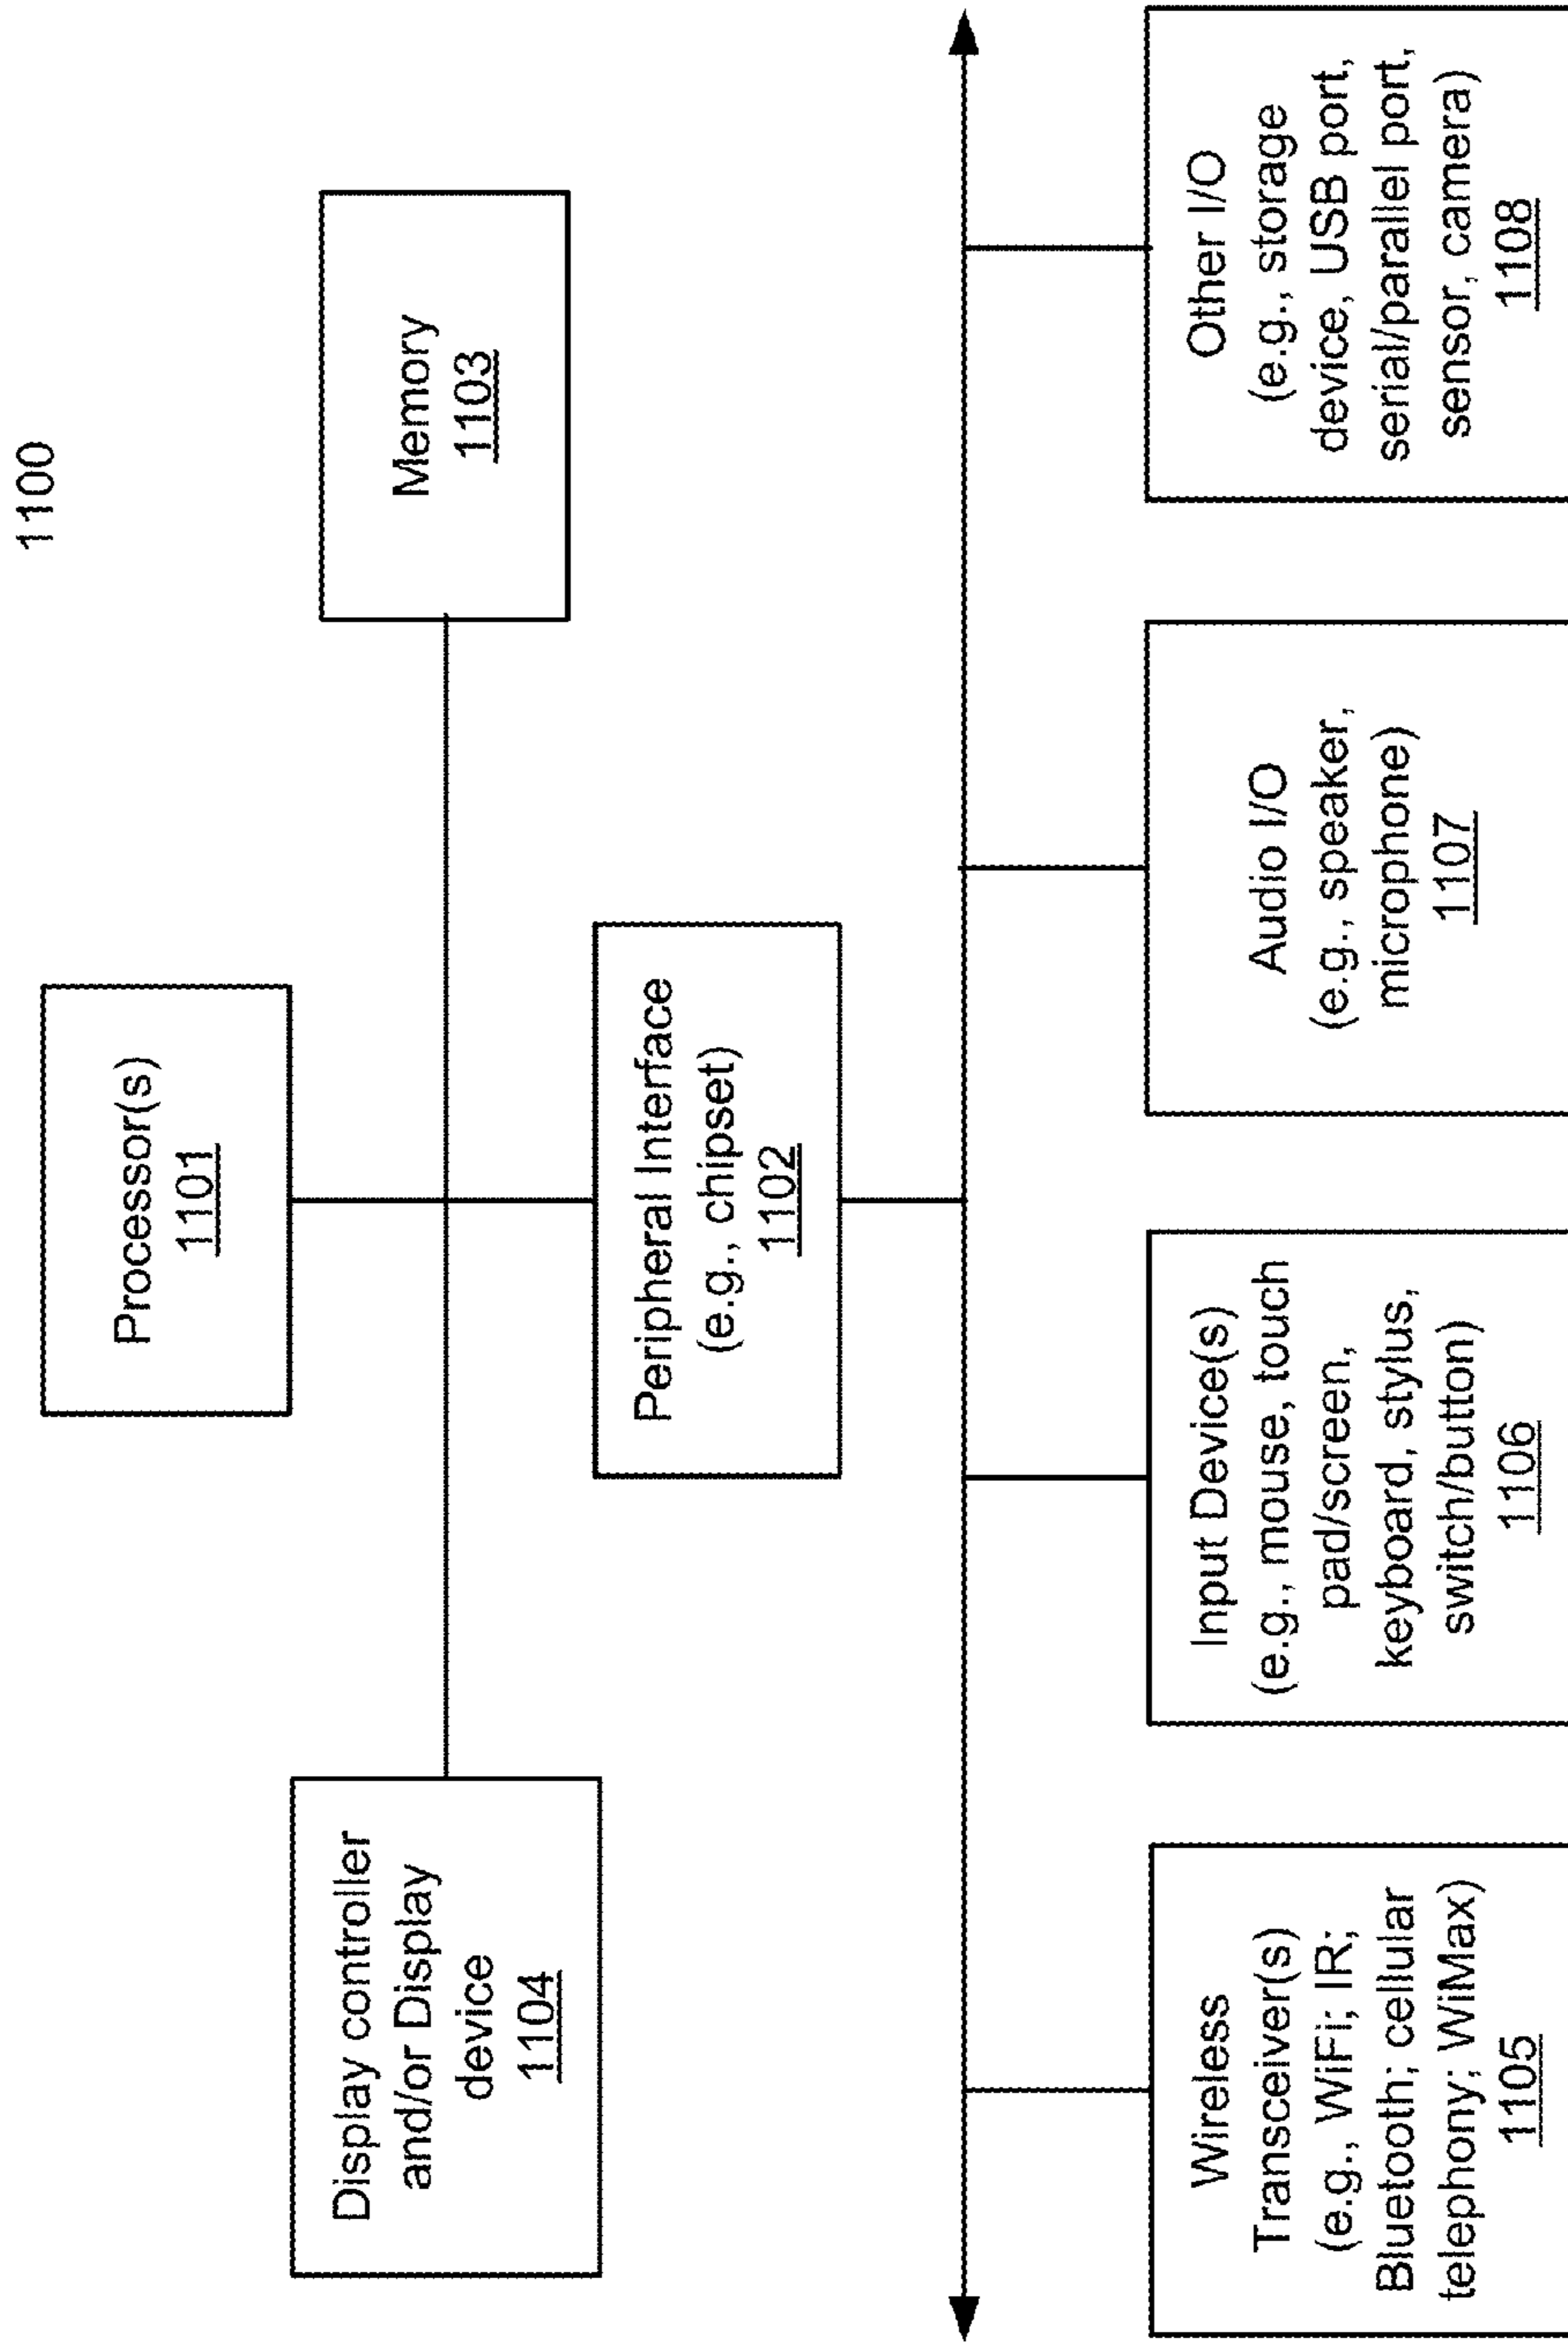 1100
Processor(s)
1101
Display controller
and/or Display
device
1104
Memory
1103
Peripheral Interface
(e.g., chipset)
1102
Wireless
Transceiver(s)
(e.g., WiFi; IR;
Bluetooth; cellular
telephony; WiMax)
1105
Input Device(s)
(e.g., mouse, touch
pad/screen,
keyboard, stylus,
switch/button)
1106
Audio I/O
(e.g., speaker,
microphone)
1107
Other I/O
(e.g., storage
device, USB port,
serial/parallel port,
sensor, camera)
1108